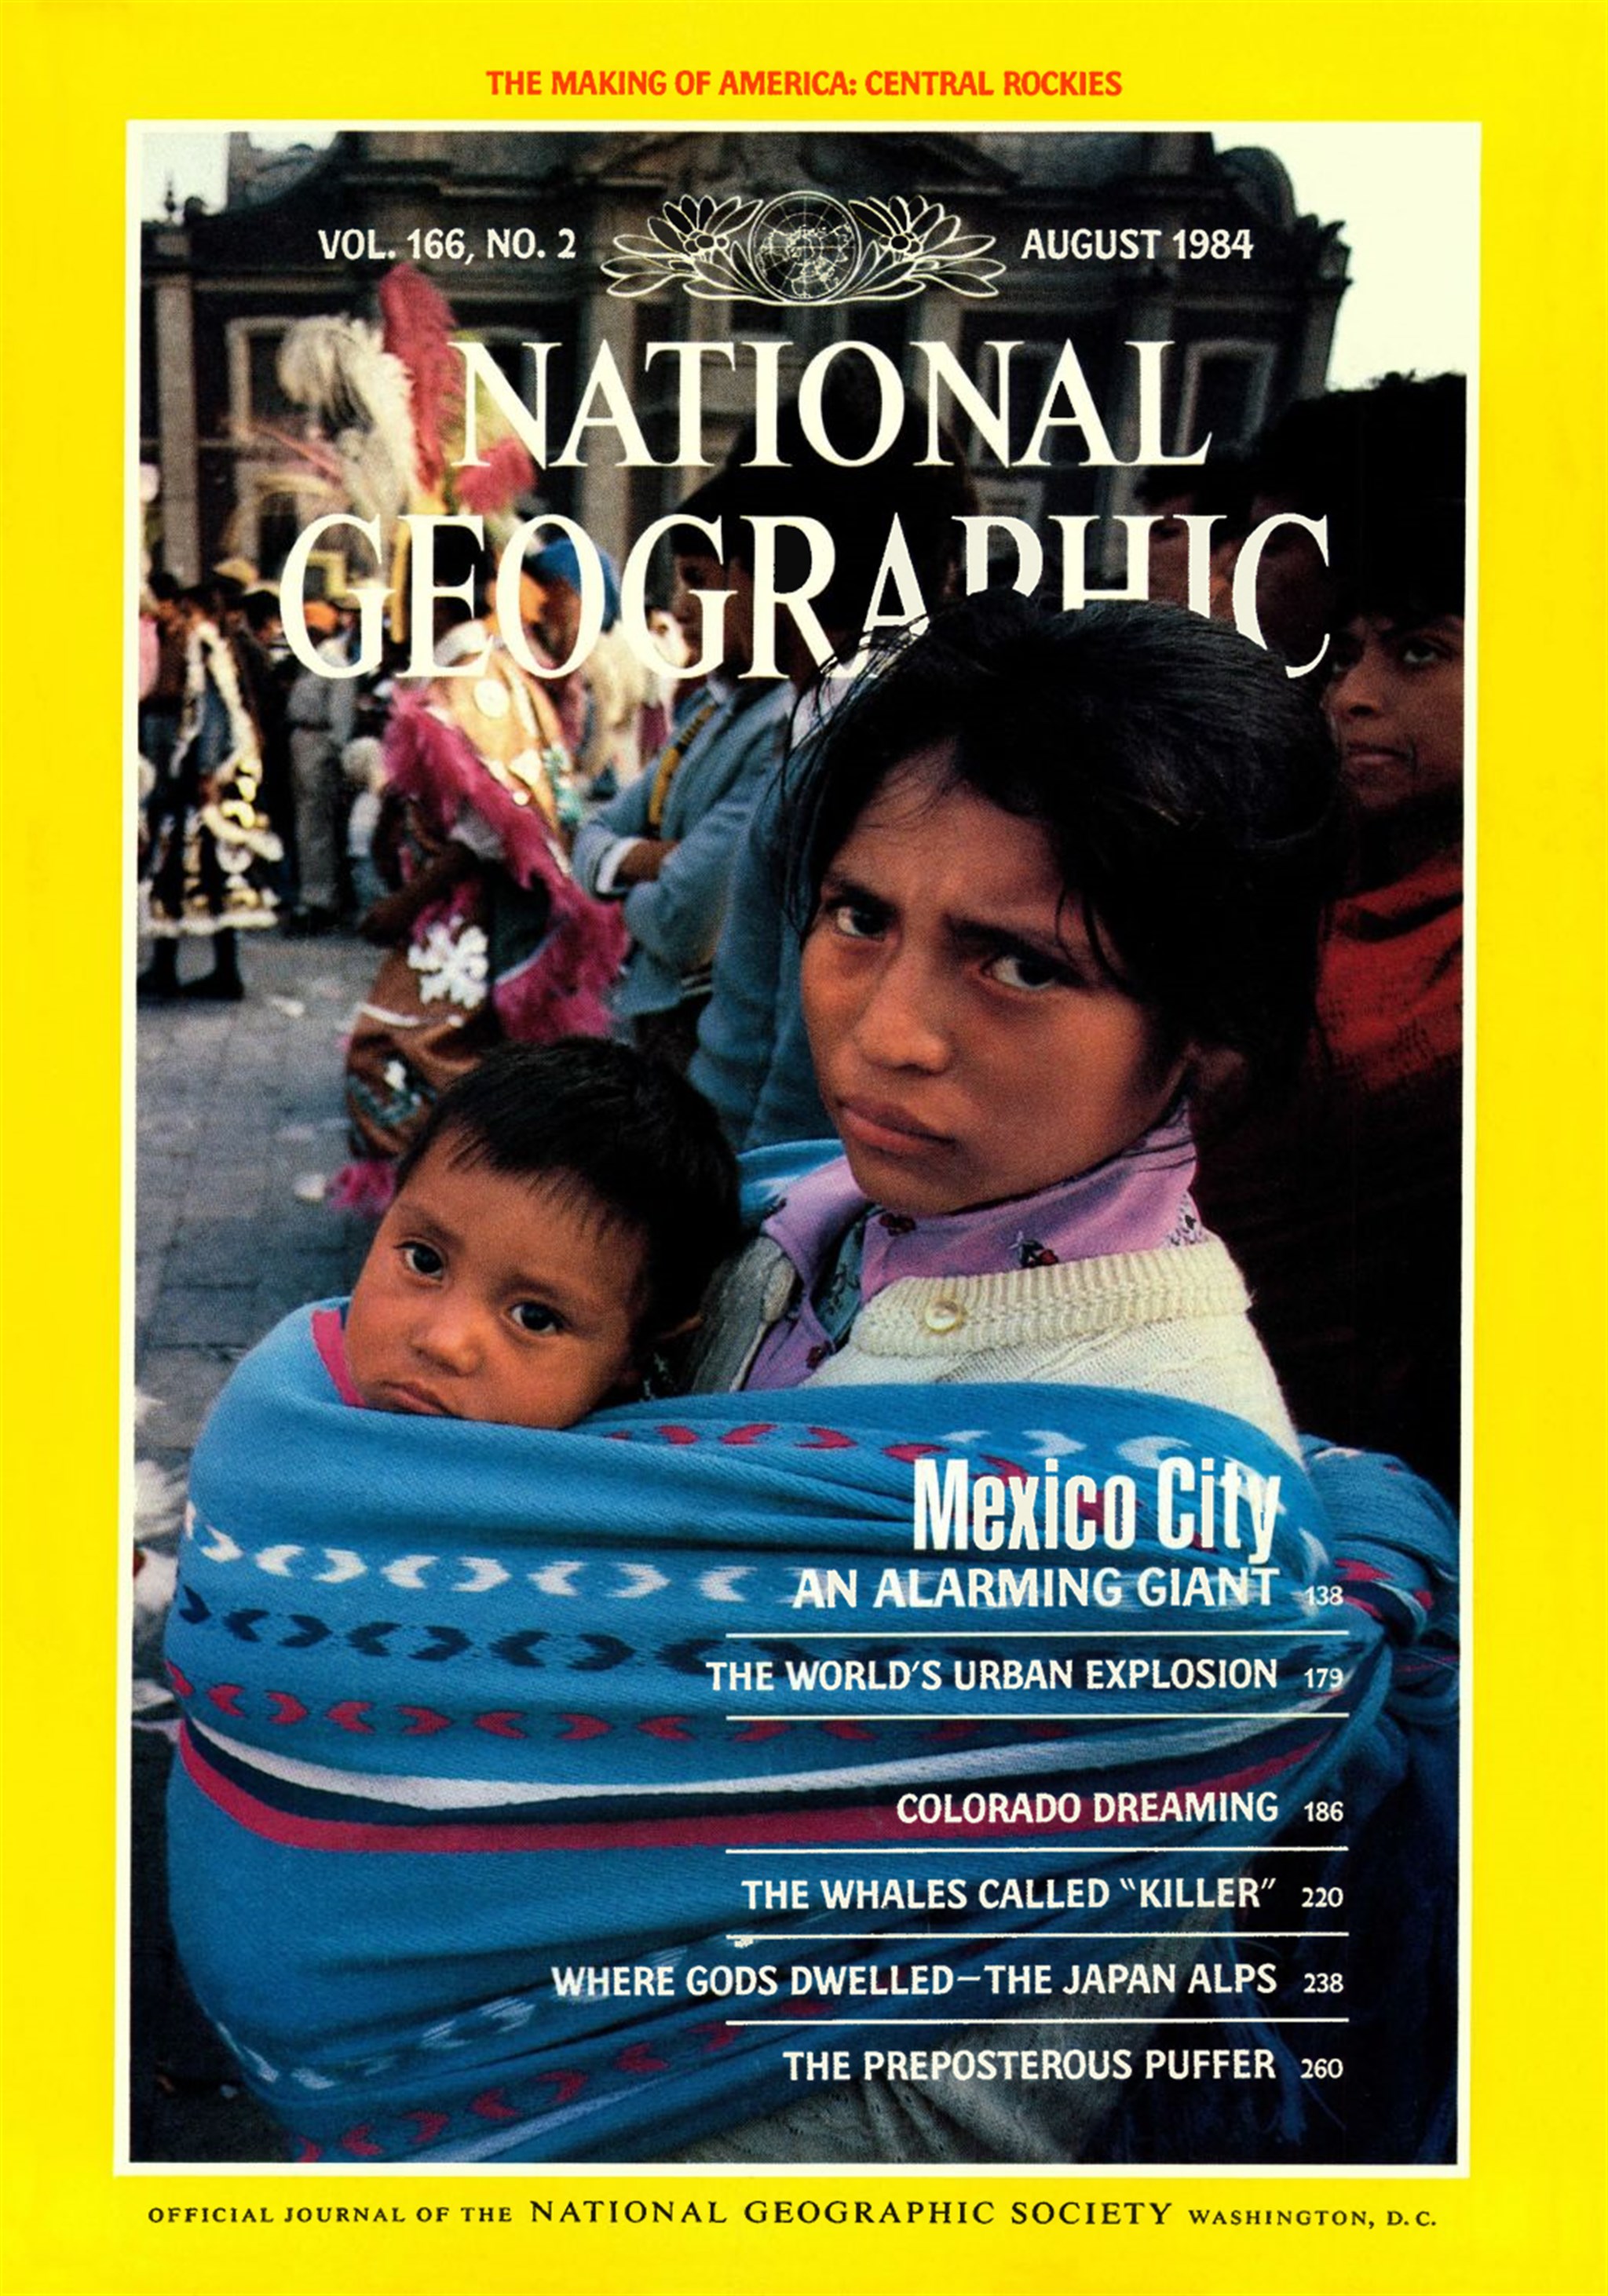 THE MAKING OF AMERICA: CENTRAL ROCKIES
VOL. 166, NO. 2
AUGUST 1984
NATIONAL
GEOGRAPHIC
Mexico City
AN ALARMING GIANT 138
THE WORLD'S URBAN EXPLOSION 179
COLORADO DREAMING 186
THE WHALES CALLED "KILLER" 220
WHERE GODS DWELLED—THE JAPAN ALPS 238
THE PREPOSTEROUS PUFFER 260
OFFICIAL JOURNAL OF THE NATIONAL GEOGRAPHIC SOCIETY WASHINGTON, D.C.